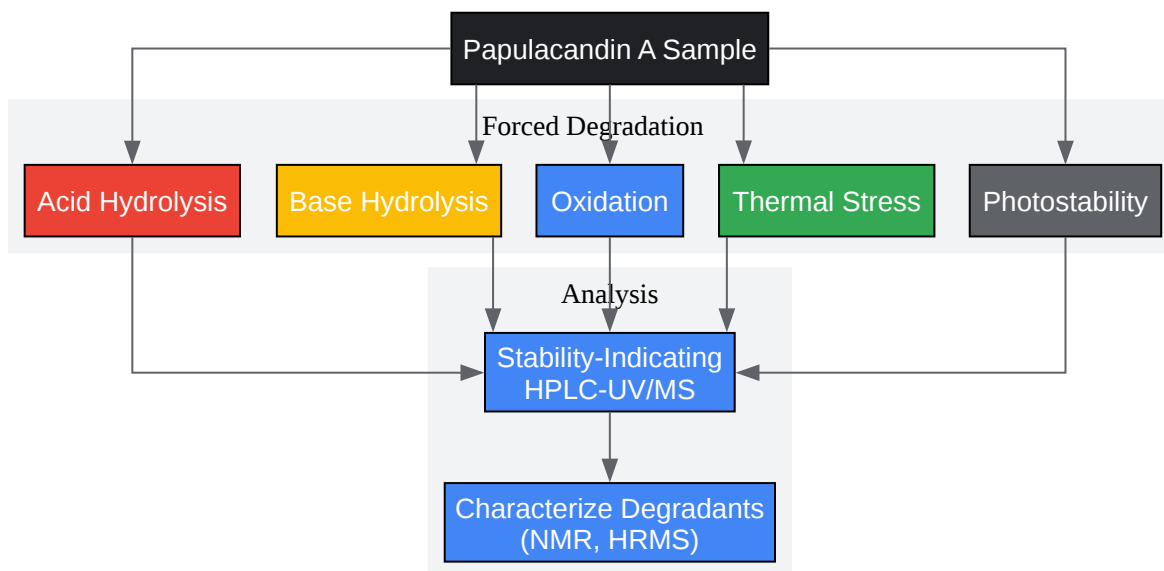 Papulacandin A Sample
Forced Degradation
Acid Hydrolysis
Base Hydrolysis
Oxidation
Thermal Stress
Photostability
Analysis
Stability-Indicating
HPLC-UV/MS
Characterize Degradants
(NMR, HRMS)